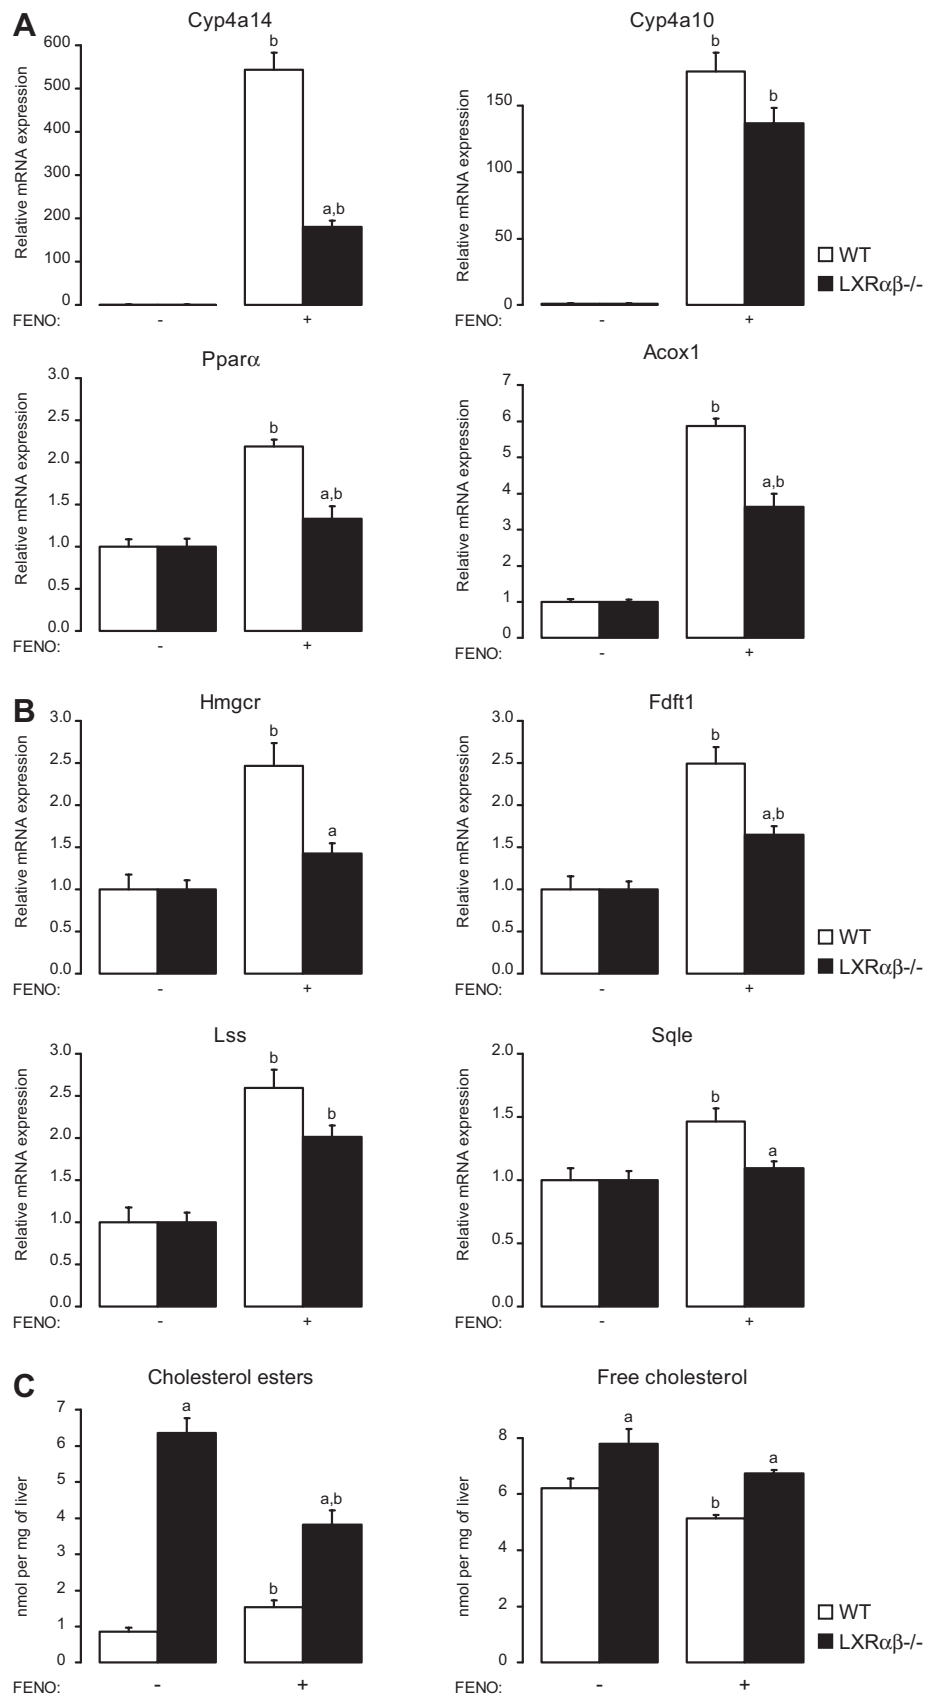 A
Cyp4a14
Relative mRNA expression
600
500
400
300
200
100
0
b
a,b
FENO:
-
+
Cyp4a10
Relative mRNA expression
150
100
50
0
b
b
FENO:
-
+
WT
LXRαβ-/-
Pparα
Relative mRNA expression
3.0
2.5
2.0
1.5
1.0
0.5
0.0
b
a,b
FENO:
-
+
Acox1
Relative mRNA expression
7
6
5
4
3
2
1
0
b
a,b
FENO:
-
+
B
Hmgcr
Relative mRNA expression
3.0
2.5
2.0
1.5
1.0
0.5
0.0
b
a
FENO:
-
+
Fdft1
Relative mRNA expression
3.0
2.5
2.0
1.5
1.0
0.5
0.0
b
a,b
FENO:
-
+
WT
LXRαβ-/-
Lss
Relative mRNA expression
3.0
2.5
2.0
1.5
1.0
0.5
0.0
b
b
FENO:
-
+
Sqle
Relative mRNA expression
2.0
1.5
1.0
0.5
0.0
b
a
FENO:
-
+
C
Cholesterol esters
nmol per mg of liver
7
6
5
4
3
2
1
0
a
b
a,b
FENO:
-
+
Free cholesterol
nmol per mg of liver
8
6
4
2
0
a
b
a
FENO:
-
+
WT
LXRαβ-/-